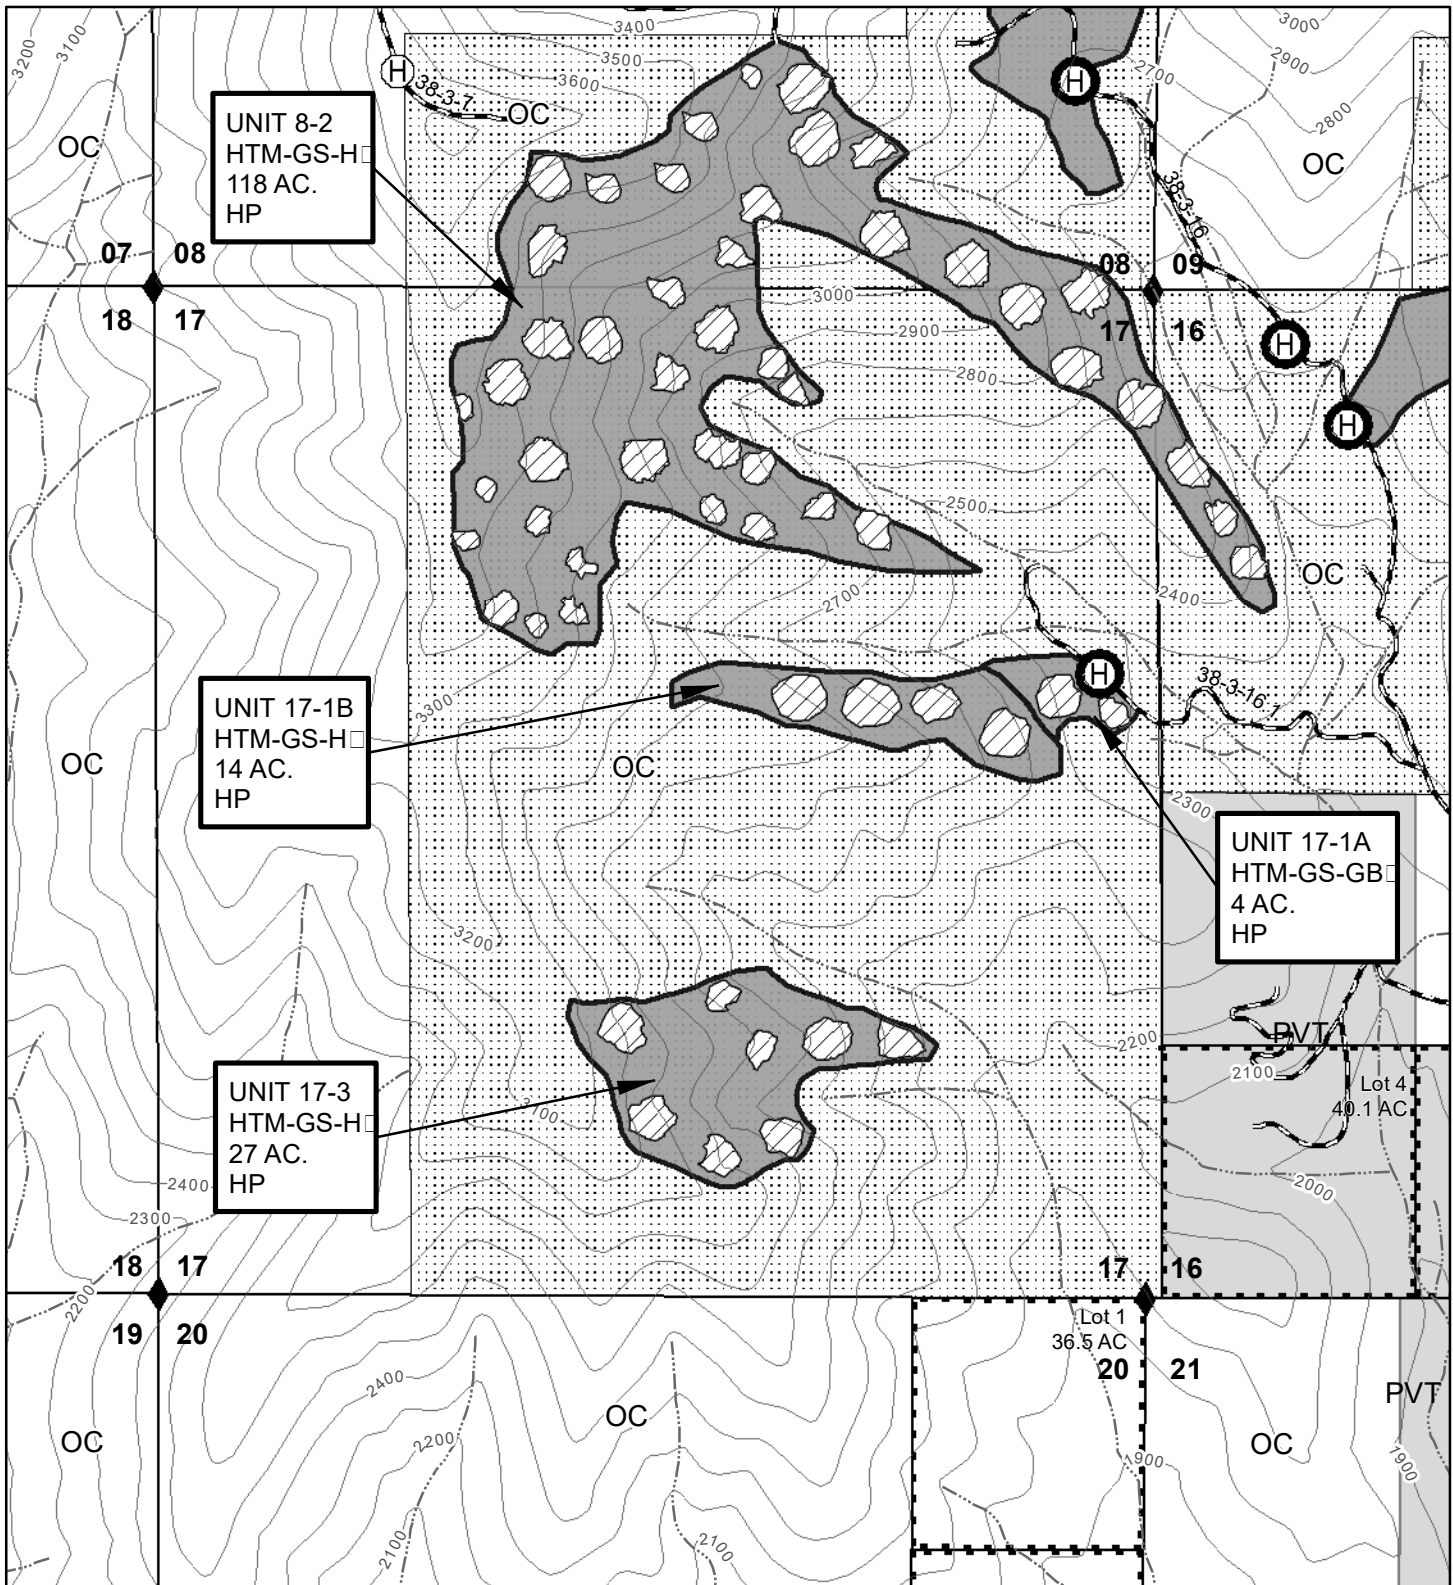 3400
3000
3200
3100
3500
2900
2700
3600
H
38-3-7
OC
H
2800
UNIT 8-2
HTM-GS-H□
118 AC.
HP
OC
OC
38-3-16
07 08
08 09
18 17
3000
17 16
2900
H
2800
H
2500
OC
2400
2700
H
38-3-16.1
UNIT 17-1B
HTM-GS-H□
14 AC.
HP
3300
OC
OC
2300
UNIT 17-1A
HTM-GS-GB□
4 AC.
HP
3200
2200
PVT
2100
Lot 4
40.1 AC
UNIT 17-3
HTM-GS-H□
27 AC.
HP
2400
2000
2300
18 17
17 16
2200
19 20
Lot 1
36.5 AC
20 21
2400
PVT
OC
OC
OC
2200
1900
1900
2100
2100